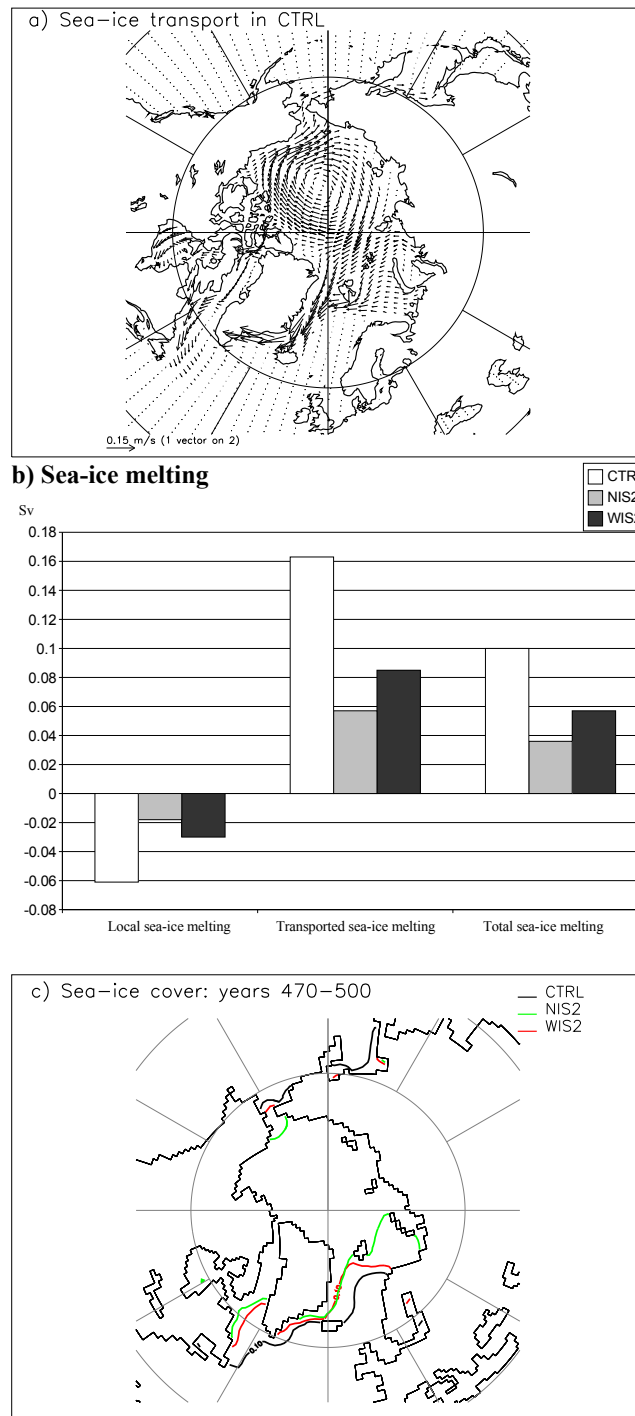 a) Sea-ice transport in CTRL
0.15 m/s (1 vector on 2)
b) Sea-ice melting
CTRL
NIS2
WIS2
Sv
0.18
0.16
0.14
0.12
0.1
0.08
0.06
0.04
0.02
0
-0.02
-0.04
-0.06
-0.08
Local sea-ice melting
Transported sea-ice melting
Total sea-ice melting
c) Sea-ice cover: years 470-500
CTRL
NIS2
WIS2
0.10